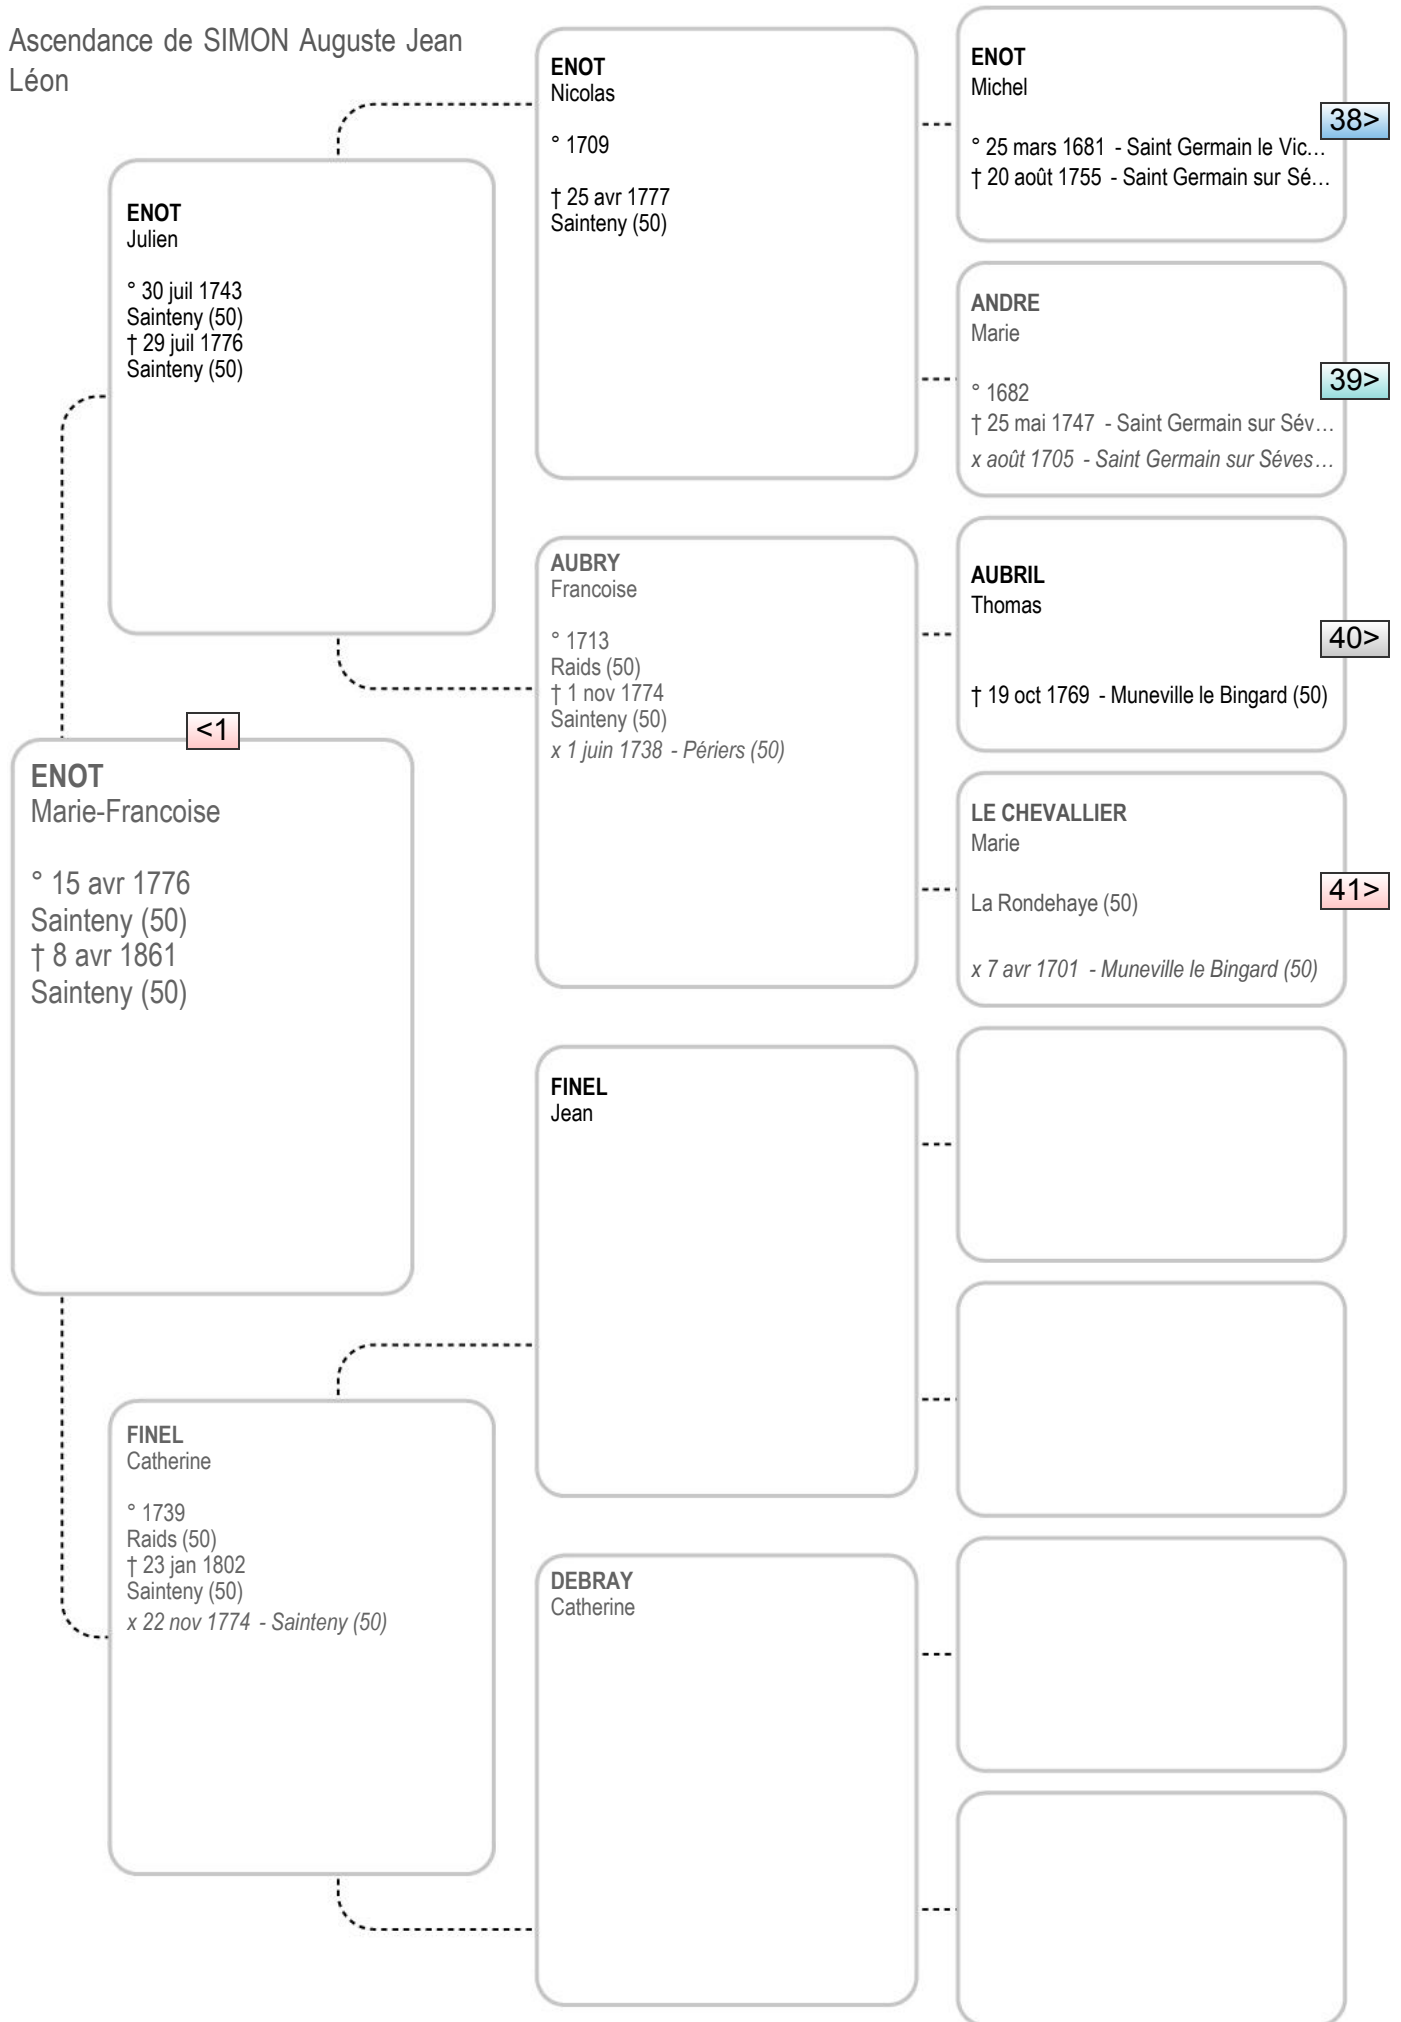 Ascendance de SIMON Auguste Jean
Léon
ENOT
Nicolas
° 1709
† 25 avr 1777
Sainteny (50)
ENOT
Michel
38>
° 25 mars 1681 - Saint Germain le Vic...
† 20 août 1755 - Saint Germain sur Sé...
ENOT
Julien
° 30 juil 1743
Sainteny (50)
† 29 juil 1776
Sainteny (50)
ANDRE
Marie
39>
° 1682
† 25 mai 1747 - Saint Germain sur Sév...
x août 1705 - Saint Germain sur Séves...
AUBRY
Francoise
° 1713
Raids (50)
† 1 nov 1774
Sainteny (50)
x 1 juin 1738 - Périers (50)
AUBRIL
Thomas
40>
† 19 oct 1769 - Muneville le Bingard (50)
<1
ENOT
Marie-Francoise
° 15 avr 1776
Sainteny (50)
† 8 avr 1861
Sainteny (50)
LE CHEVALLIER
Marie
41>
La Rondehaye (50)
x 7 avr 1701 - Muneville le Bingard (50)
FINEL
Jean
FINEL
Catherine
° 1739
Raids (50)
† 23 jan 1802
Sainteny (50)
x 22 nov 1774 - Sainteny (50)
DEBRAY
Catherine